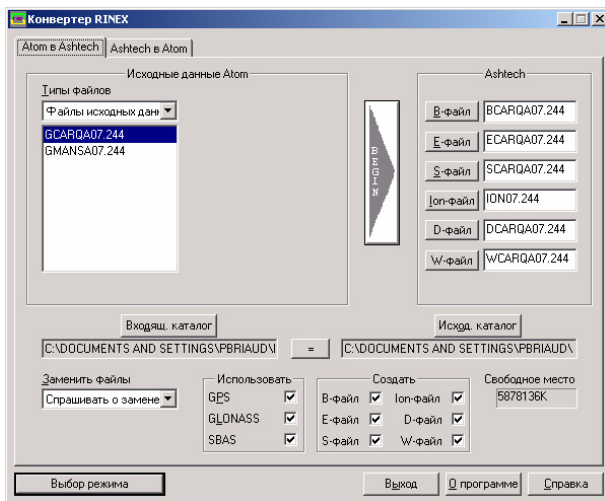 Конвертер RINEX
Atom в Ashtech
Ashtech в Atom
Исходные данные Atom
Типы файлов
Файлы исходных данн
GCARQA07.244
GMANSA07.244
BEGIN
Ashtech
B-файл BCARQA07.244
E-файл ECARQA07.244
S-файл SCARQA07.244
Ion-файл ION07.244
D-файл DCARQA07.244
W-файл WCARQA07.244
Входящ. каталог
C:\DOCUMENTS AND SETTINGS\PBRIAUD\I
=
Исход. каталог
C:\DOCUMENTS AND SETTINGS\PBRIAUD\
Заменить файлы
Спрашивать о замене
Использовать
GPS
GLONASS
SBAS
Создать
B-файл Ion-файл
E-файл D-файл
S-файл W-файл
Свободное место
5878136K
Выбор режима
Выход
О программе
Справка